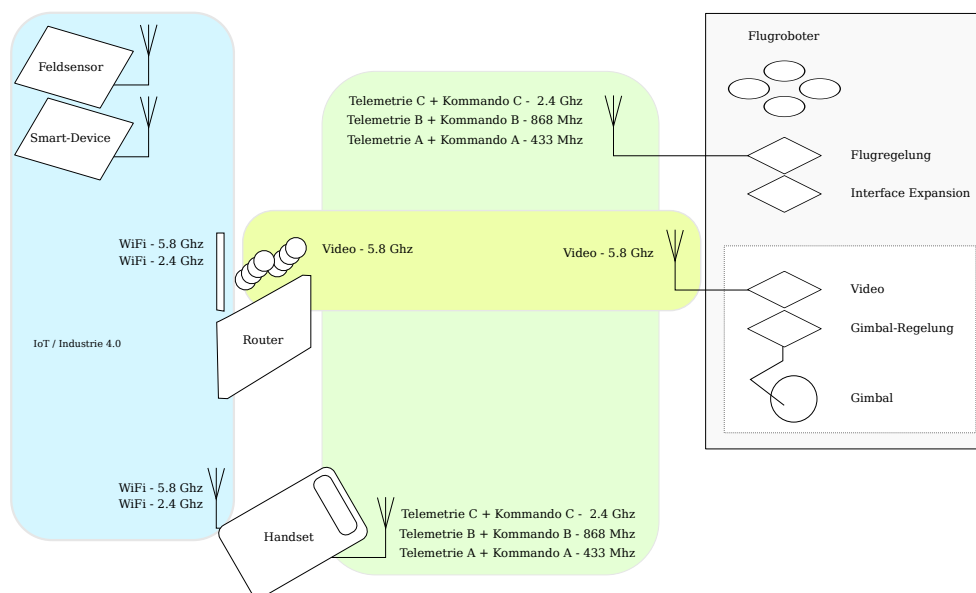 Feldsensor
Smart-Device
WiFi - 5.8 Ghz
WiFi - 2.4 Ghz
IoT / Industrie 4.0
Router
WiFi - 5.8 Ghz
WiFi - 2.4 Ghz
Handset
Telemetrie C + Kommando C -  2.4 Ghz
Telemetrie B + Kommando B - 868 Mhz
Telemetrie A + Kommando A - 433 Mhz
Video - 5.8 Ghz
Video - 5.8 Ghz
Telemetrie C + Kommando C -  2.4 Ghz
Telemetrie B + Kommando B - 868 Mhz
Telemetrie A + Kommando A - 433 Mhz
Flugroboter
Flugregelung
Interface Expansion
Video
Gimbal-Regelung
Gimbal